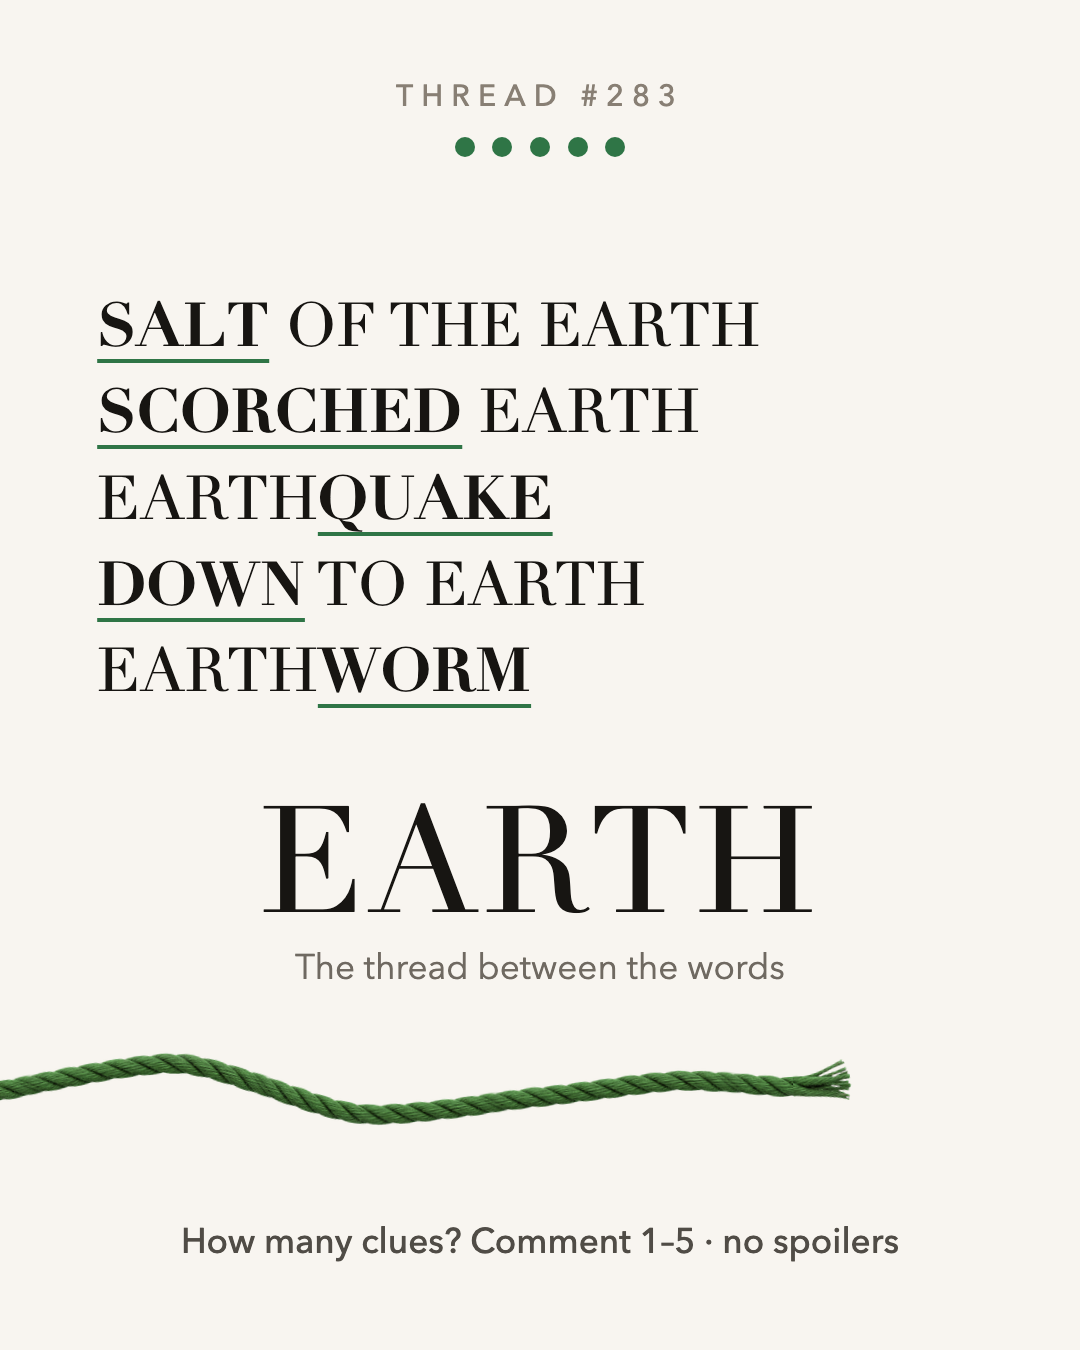 THREAD #283
SALT OF THE EARTH
SCORCHED EARTH
EARTHQUAKE
DOWN TO EARTH
EARTHWORM
EARTH
The thread between the words
How many clues? Comment 1–5 · no spoilers